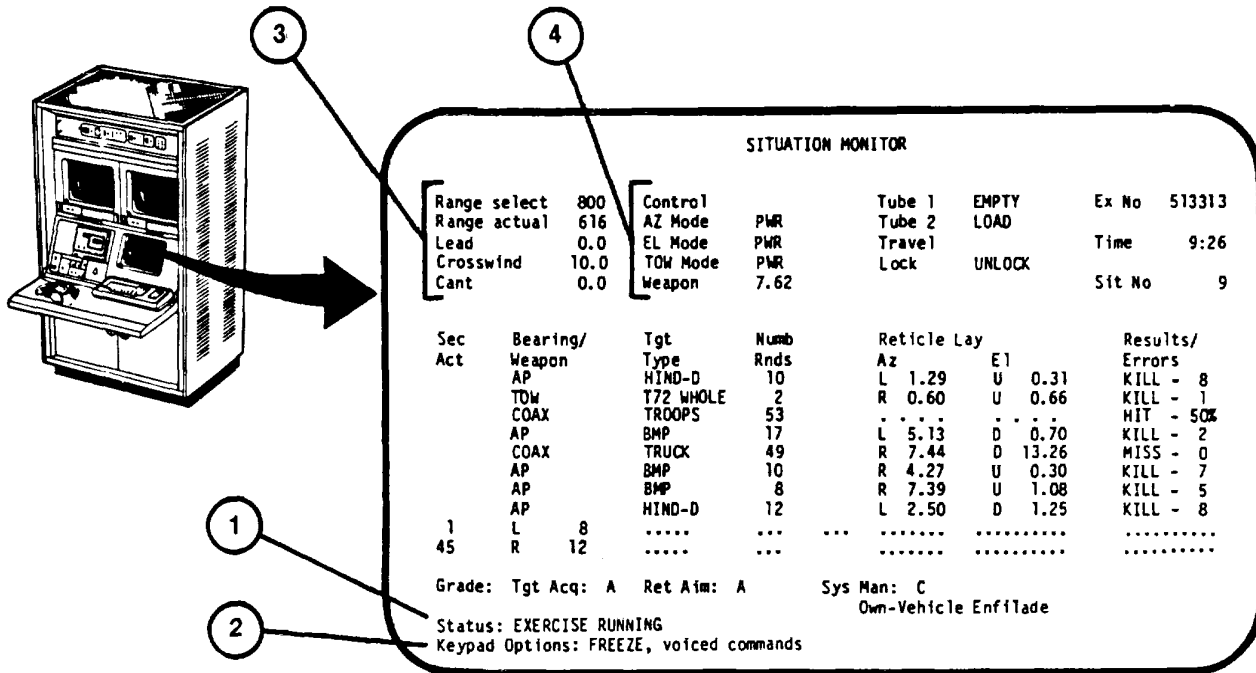 3
4
SITUATION MONITOR
Range select 800 Control Tube 1 EMPTY Ex No 513313
Range actual 616 AZ Mode PWR Tube 2 LOAD
Lead 0.0 EL Mode PWR Travel Time 9:26
Crosswind 10.0 TOW Mode PWR Lock UNLOCK
Cant 0.0 Weapon 7.62 Sit No 9
Sec Bearing/ Tgt Numb Reticle Lay Results/
Act Weapon Type Rnds Az El Errors
AP HIND-D 10 L 1.29 U 0.31 KILL - 8
TOW T72 WHOLE 2 R 0.60 U 0.66 KILL - 1
COAX TROOPS 53 . . . . . . . . HIT - 50%
AP BMP 17 L 5.13 D 0.70 KILL - 2
COAX TRUCK 49 R 7.44 D 13.26 MISS - 0
AP BMP 10 R 4.27 U 0.30 KILL - 7
AP BMP 8 R 7.39 U 1.08 KILL - 5
AP HIND-D 12 L 2.50 D 1.25 KILL - 8
1 L 8 ..... ... ... ....... .......... ..........
45 R 12 ..... ... ....... .......... ..........
Grade: Tgt Acq: A Ret Aim: A Sys Man: C
Own-Vehicle Enfilade
1
Status: EXERCISE RUNNING
2
Keypad Options: FREEZE, voiced commands